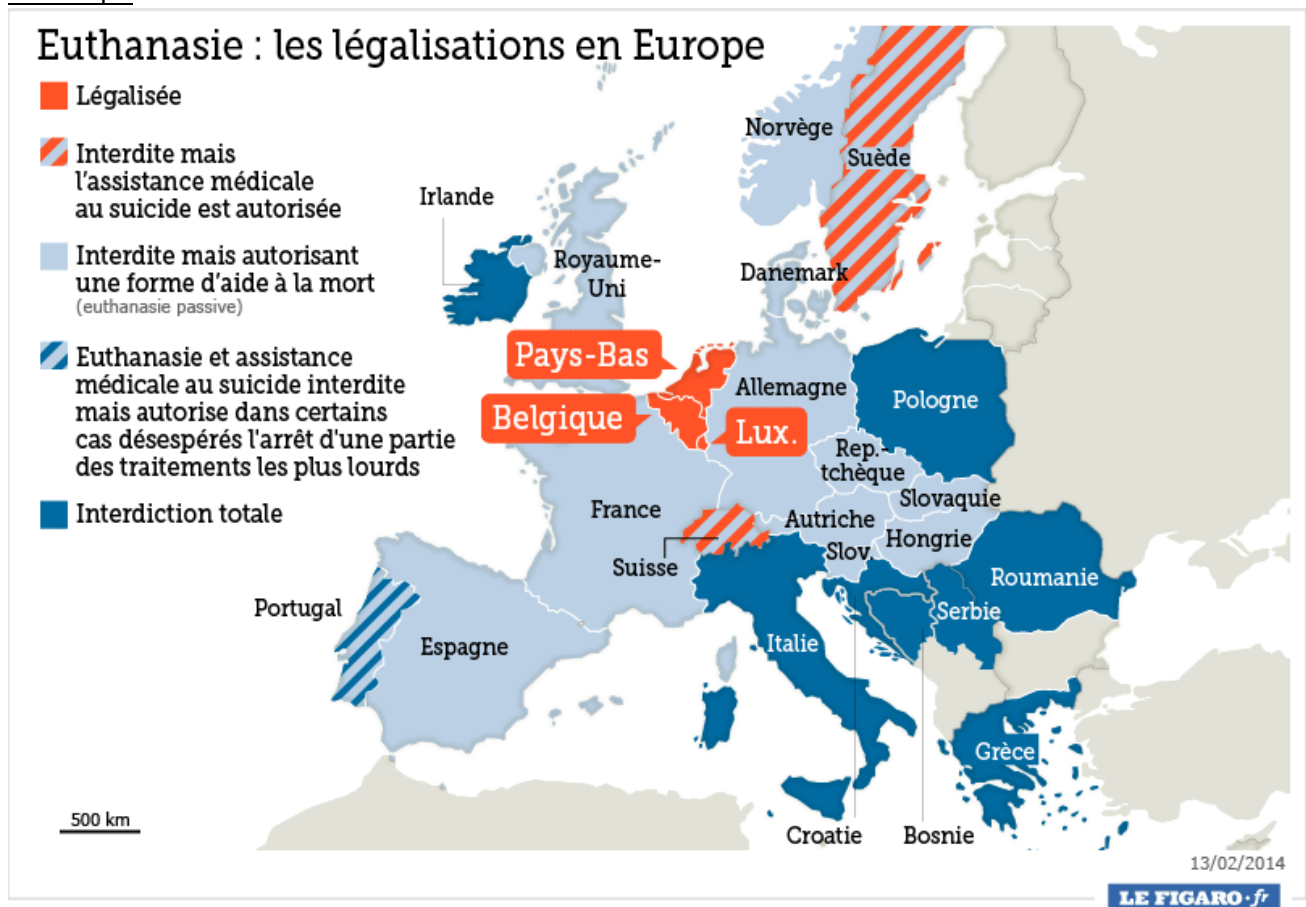 Euthanasie : les légalisations en Europe
Légalisée
Interdite mais
l'assistance médicale
au suicide est autorisée
Interdite mais autorisant
une forme d'aide à la mort
(euthanasie passive)
Euthanasie et assistance
médicale au suicide interdite
mais autorise dans certains
cas désespérés l'arrêt d'une partie
des traitements les plus lourds
Interdiction totale
Norvège
Suède
Irlande
Royaume-
Uni
Danemark
Pays-Bas
Allemagne
Pologne
Belgique
Lux.
Rep.-
tchèque
Slovaquie
France
Autriche
Hongrie
Slov.
Suisse
Roumanie
Portugal
Serbie
Espagne
Italie
Grèce
Croatie
Bosnie
500 km
13/02/2014
LE FIGARO·fr